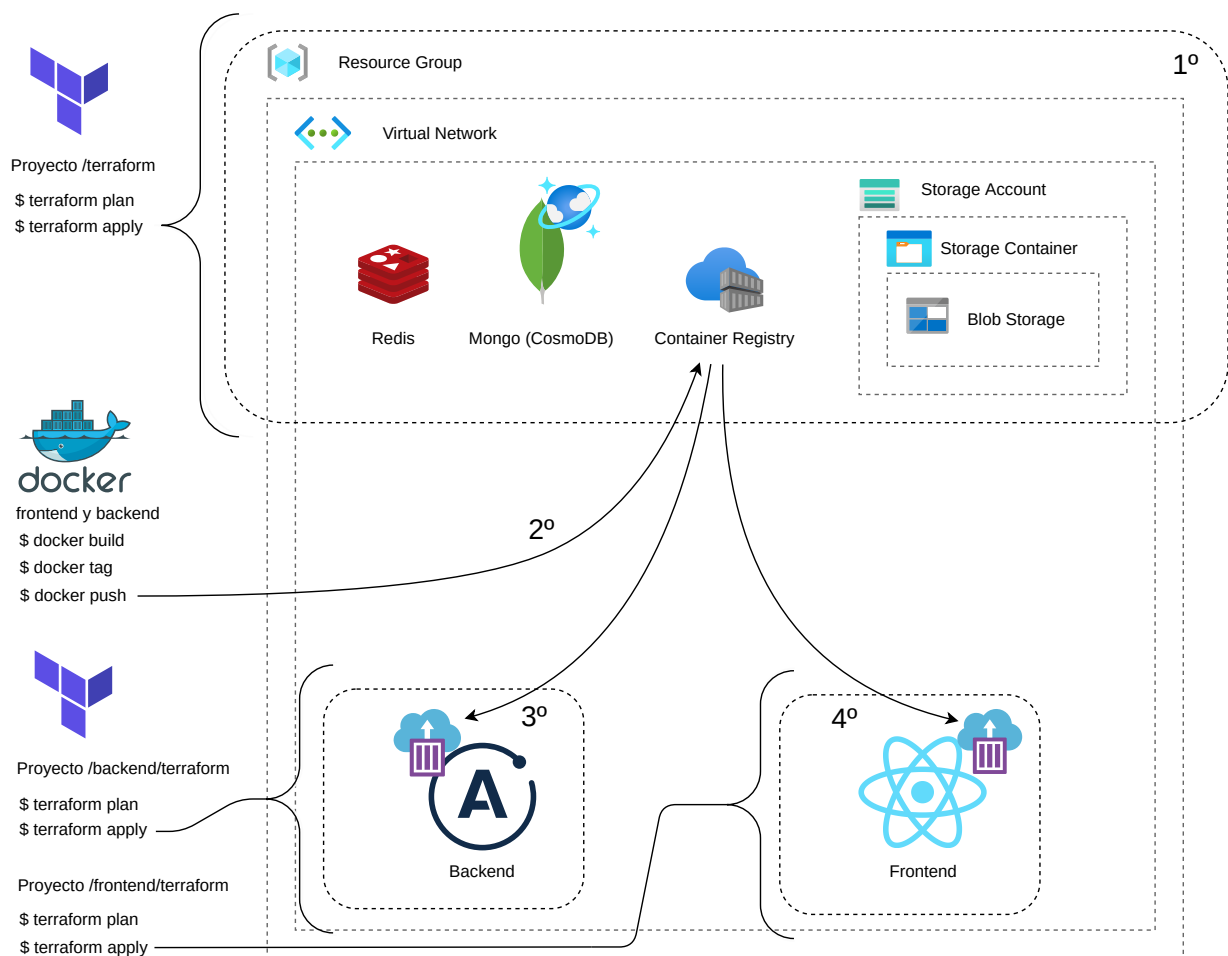 Resource Group
1º
Virtual Network
Proyecto /terraform
$ terraform plan
$ terraform apply
Storage Account
Storage Container
Blob Storage
Redis
Mongo (CosmoDB)
Container Registry
docker
frontend y backend
$ docker build
$ docker tag
$ docker push
2º
Proyecto /backend/terraform
$ terraform plan
$ terraform apply
3º
A
Backend
4º
Frontend
Proyecto /frontend/terraform
$ terraform plan
$ terraform apply